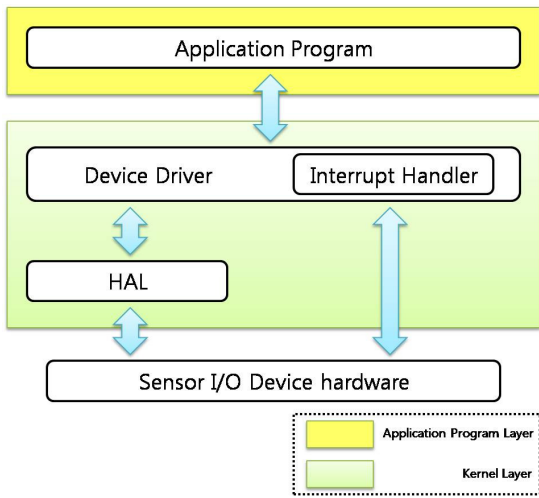 Application Program
Device Driver
Interrupt Handler
HAL
Sensor I/O Device hardware
Application Program Layer
Kernel Layer